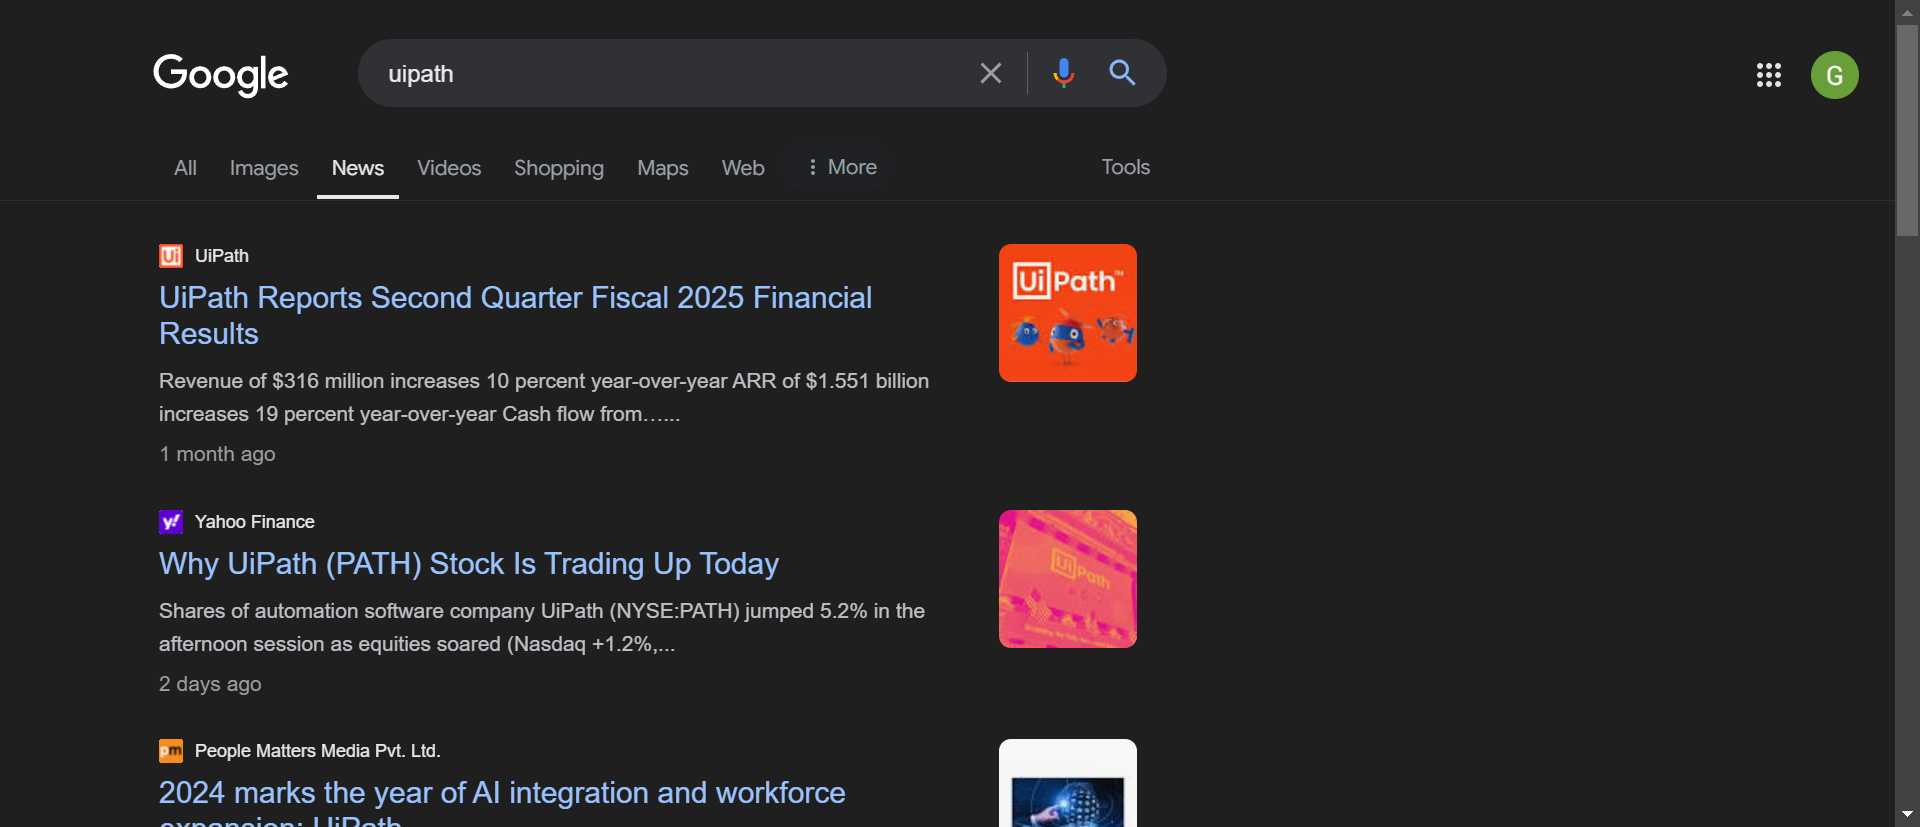 Google
uipath
G
All Images News Videos Shopping Maps Web More Tools
Ui UiPath
UiPath Reports Second Quarter Fiscal 2025 Financial
Results
Revenue of $316 million increases 10 percent year-over-year ARR of $1.551 billion
increases 19 percent year-over-year Cash flow from…...
1 month ago
UiPath™
y! Yahoo Finance
Why UiPath (PATH) Stock Is Trading Up Today
Shares of automation software company UiPath (NYSE:PATH) jumped 5.2% in the
afternoon session as equities soared (Nasdaq +1.2%,...
2 days ago
UiPath
pm People Matters Media Pvt. Ltd.
2024 marks the year of AI integration and workforce
expansion: UiPath